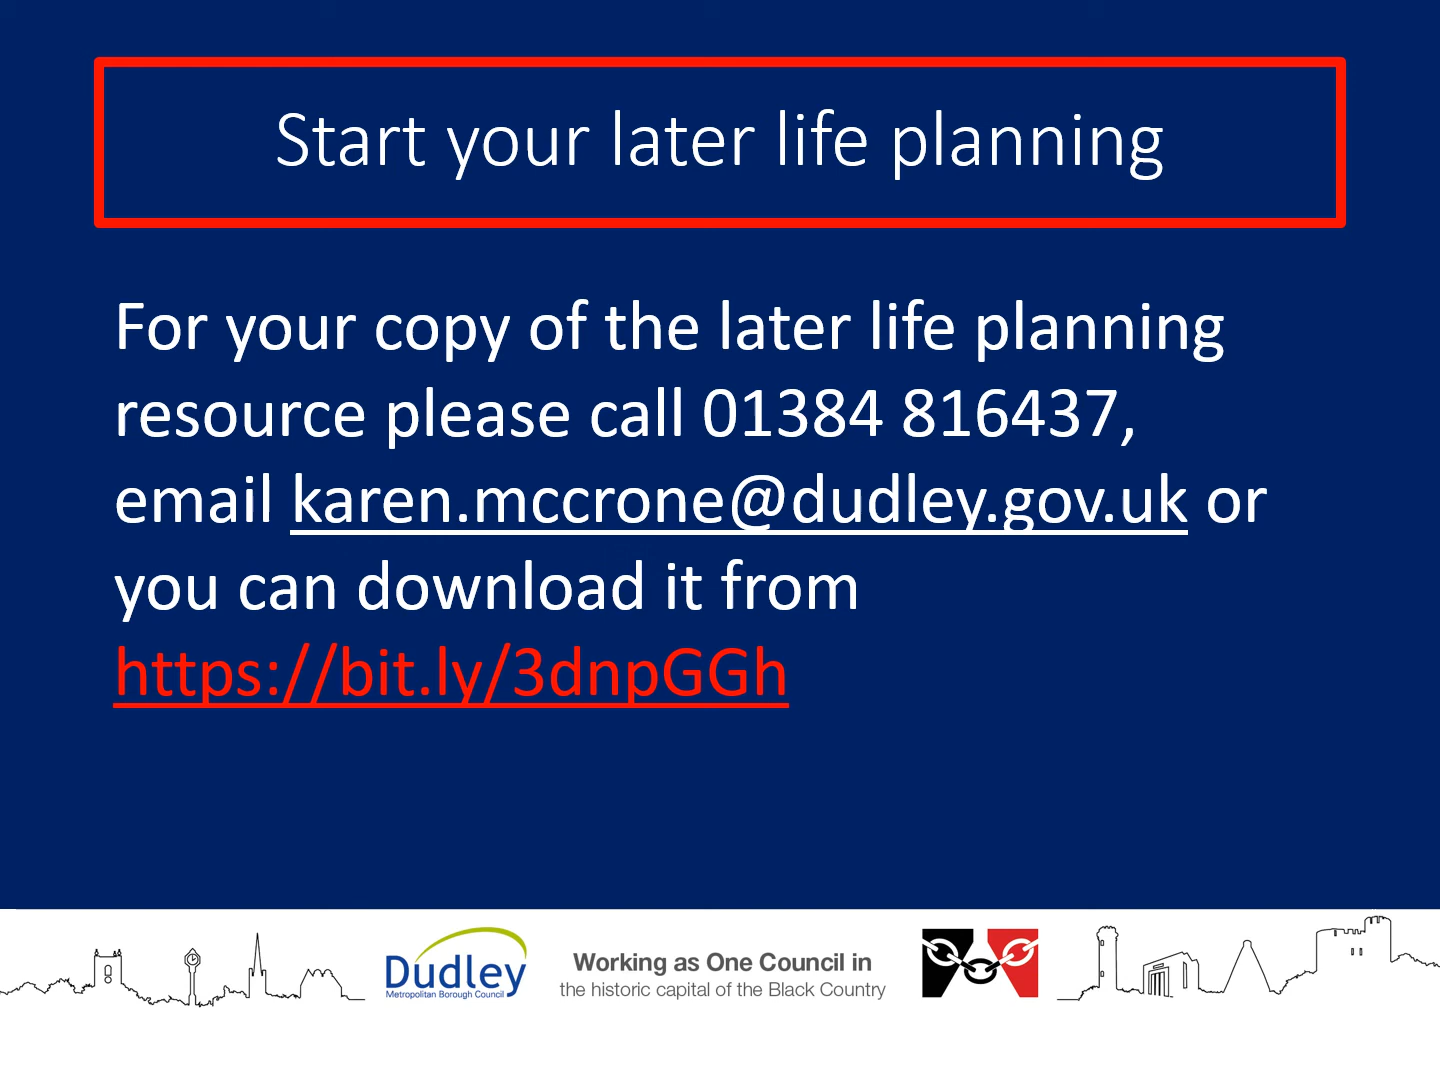 Start your later life planning
For your copy of the later life planning
resource please call 01384 816437,
email karen.mccrone@dudley.gov.uk or
you can download it from
https://bit.ly/3dnpGGh
Dudley
Metropolitan Borough Council
Working as One Council in
the historic capital of the Black Country